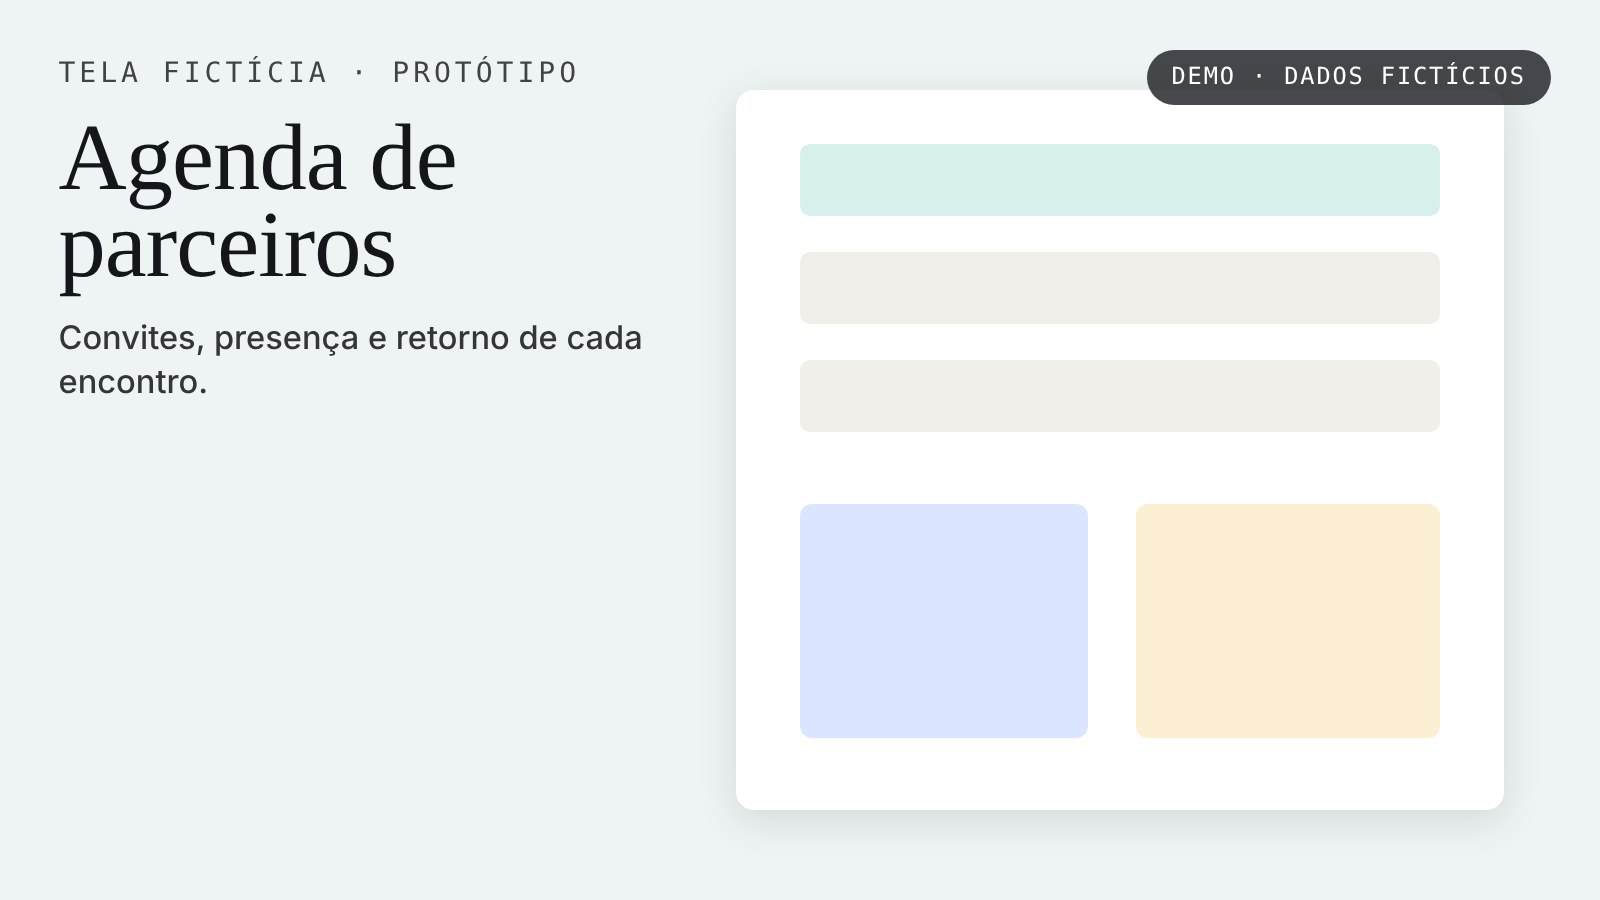 TELA FICTÍCIA · PROTÓTIPO
DEMO · DADOS FICTÍCIOS
Agenda de
parceiros
Convites, presença e retorno de cada
encontro.